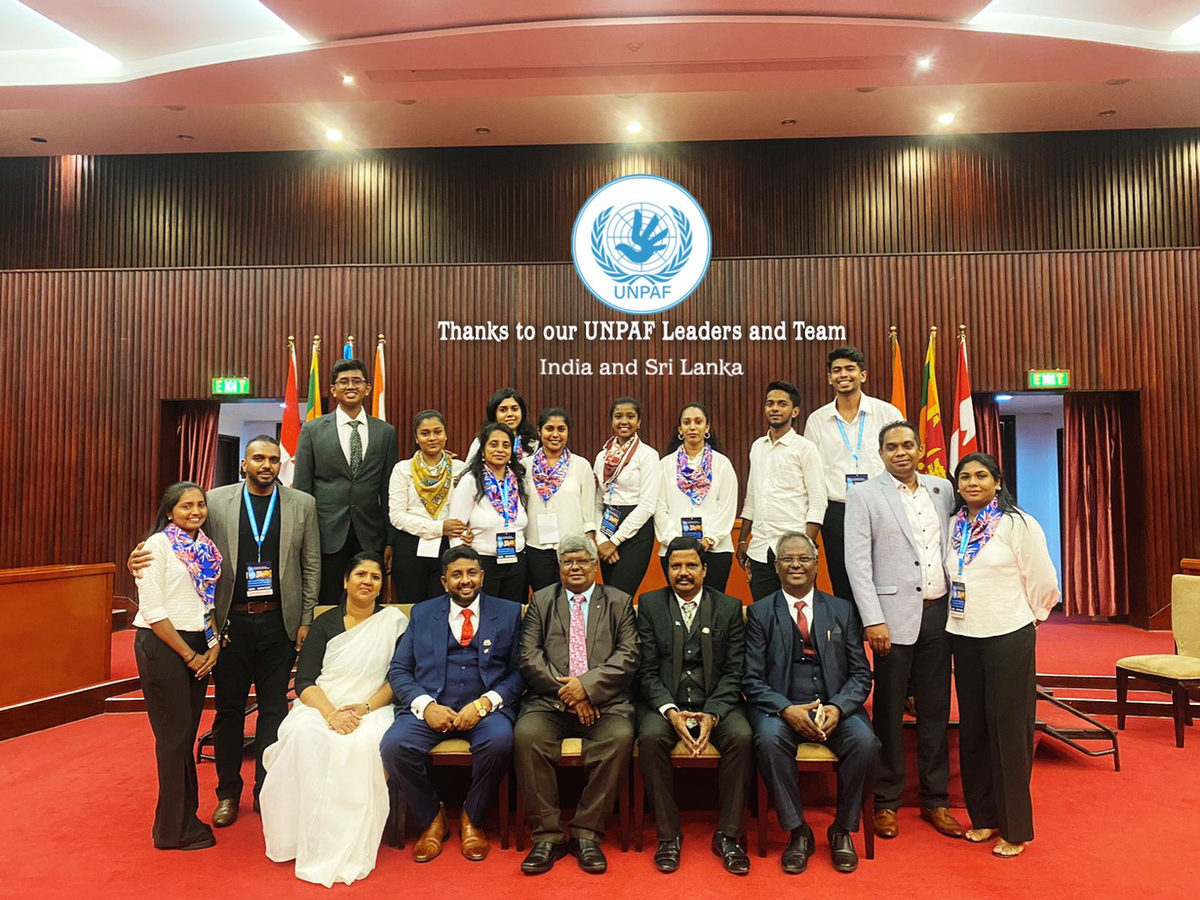 UNPAF
Thanks to our UNPAF Leaders and Team
India and Sri Lanka
EXIT
EXIT